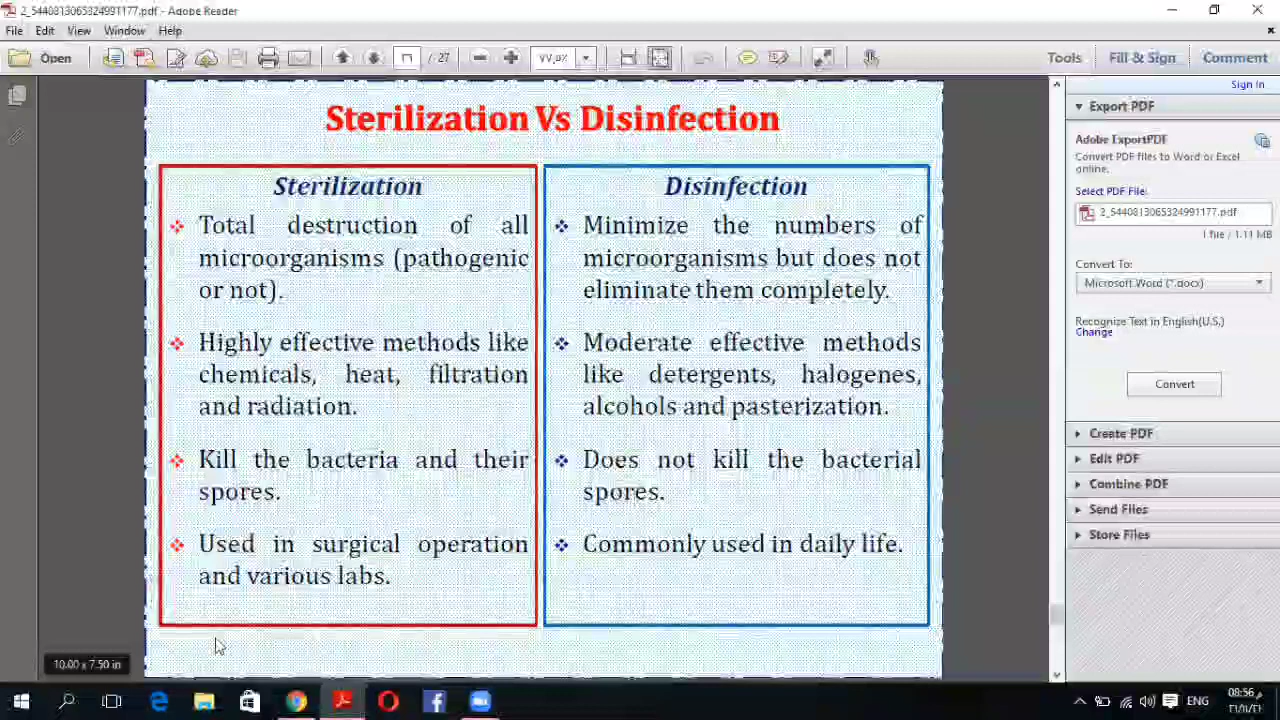 2_5440813065324991177.pdf - Adobe Reader
File Edit View Window Help
Open
/ 27
٧٧,٥٪
Tools
Fill & Sign
Comment
Sterilization Vs Disinfection
Sterilization
Total destruction of all
microorganisms (pathogenic
or not).
Highly effective methods like
chemicals, heat, filtration
and radiation.
Kill the bacteria and their
spores.
Used in surgical operation
and various labs.
Disinfection
Minimize the numbers of
microorganisms but does not
eliminate them completely.
Moderate effective methods
like detergents, halogenes,
alcohols and pasterization.
Does not kill the bacterial
spores.
Commonly used in daily life.
10.00 x 7.50 in
Sign In
Export PDF
Adobe ExportPDF
Convert PDF files to Word or Excel
online.
Select PDF File:
2_5440813065324991177.pdf
1 file / 1.11 MB
Convert To:
Microsoft Word (*.docx)
Recognize Text in English(U.S.)
Change
Convert
Create PDF
Edit PDF
Combine PDF
Send Files
Store Files
ENG
08:56